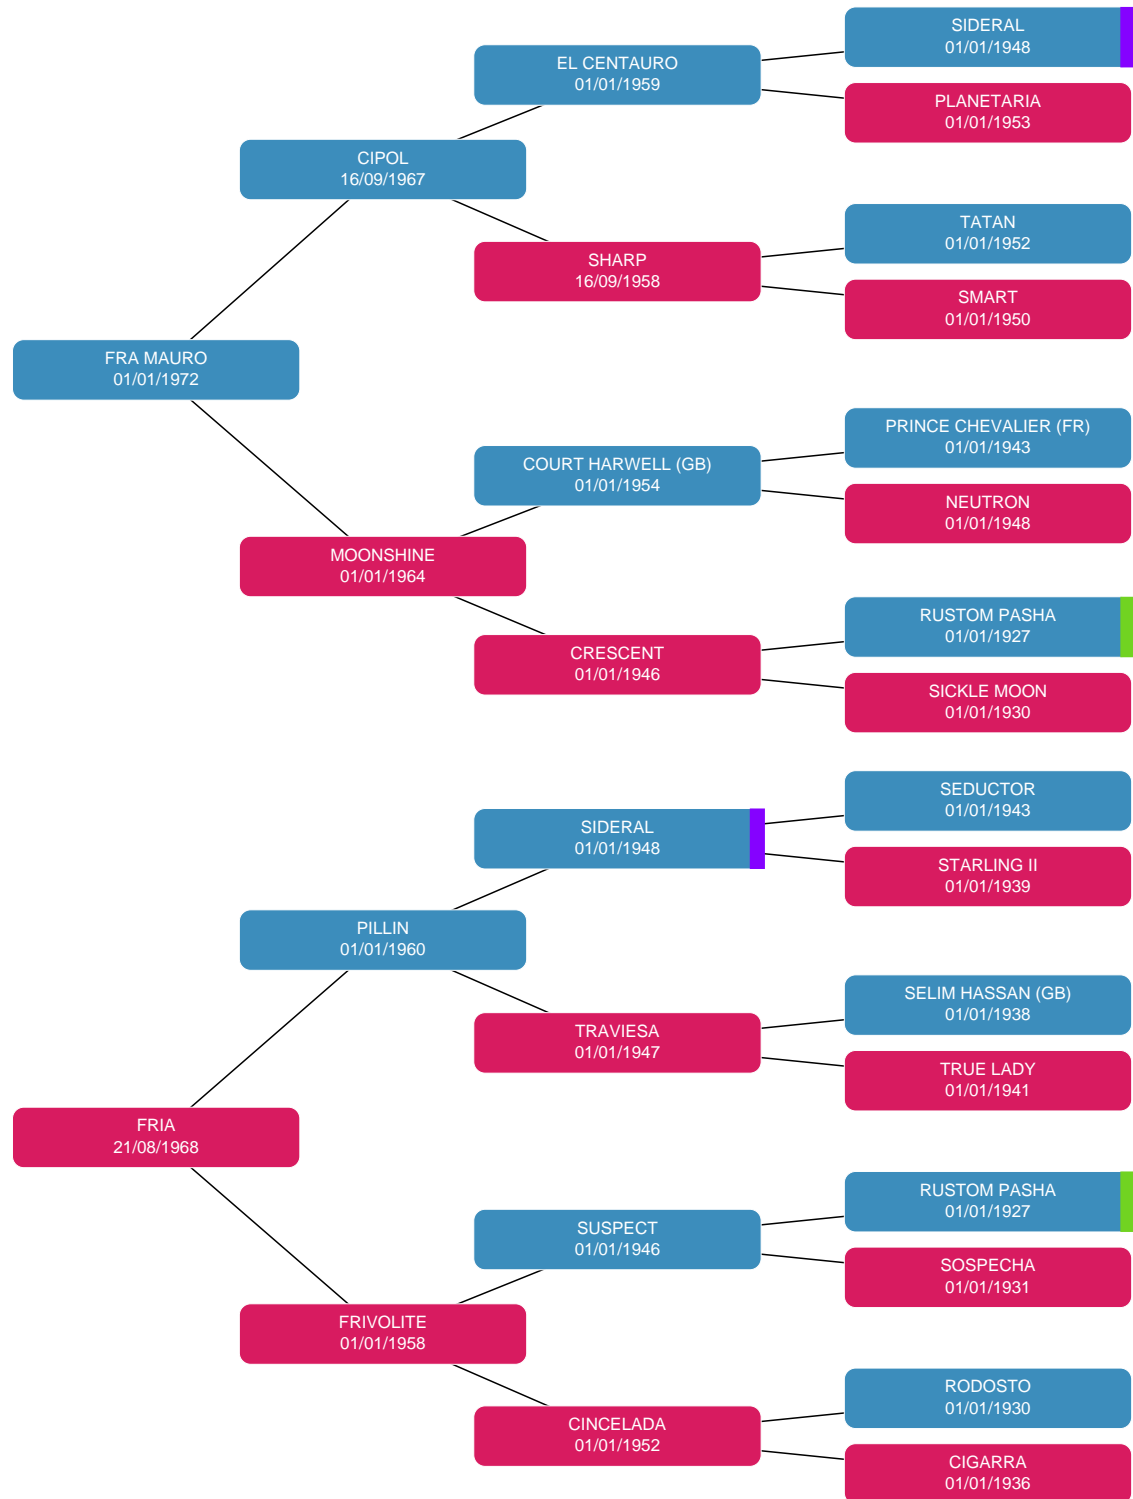 SIDERAL
01/01/1948
EL CENTAURO
01/01/1959
PLANETARIA
01/01/1953
CIPOL
16/09/1967
TATAN
01/01/1952
SHARP
16/09/1958
SMART
01/01/1950
FRA MAURO
01/01/1972
PRINCE CHEVALIER (FR)
01/01/1943
COURT HARWELL (GB)
01/01/1954
NEUTRON
01/01/1948
MOONSHINE
01/01/1964
RUSTOM PASHA
01/01/1927
CRESCENT
01/01/1946
SICKLE MOON
01/01/1930
SEDUCTOR
01/01/1943
SIDERAL
01/01/1948
STARLING II
01/01/1939
PILLIN
01/01/1960
SELIM HASSAN (GB)
01/01/1938
TRAVIESA
01/01/1947
TRUE LADY
01/01/1941
FRIA
21/08/1968
RUSTOM PASHA
01/01/1927
SUSPECT
01/01/1946
SOSPECHA
01/01/1931
FRIVOLITE
01/01/1958
RODOSTO
01/01/1930
CINCELADA
01/01/1952
CIGARRA
01/01/1936